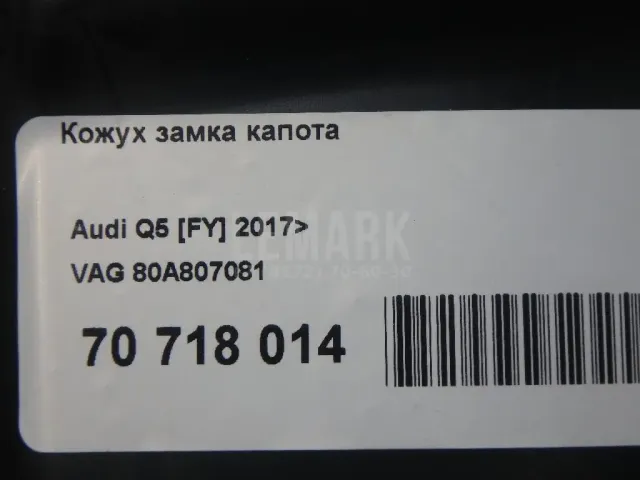 Кожух замка капота
Audi Q5 [FY] 2017>
VAG 80A807081
70 718 014